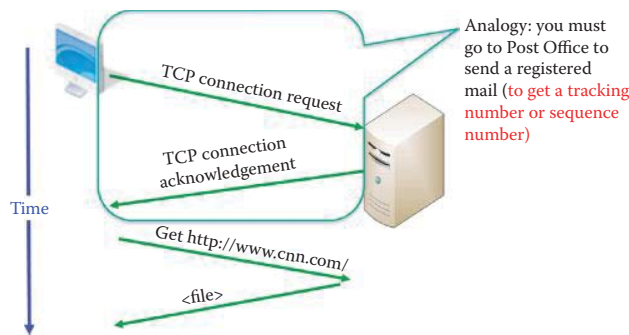 Analogy: you must
go to Post Office to
send a registered
mail (to get a tracking
number or sequence
number)
TCP connection request
TCP connection
acknowledgement
Time
Get http://www.cnn.com/
<file>